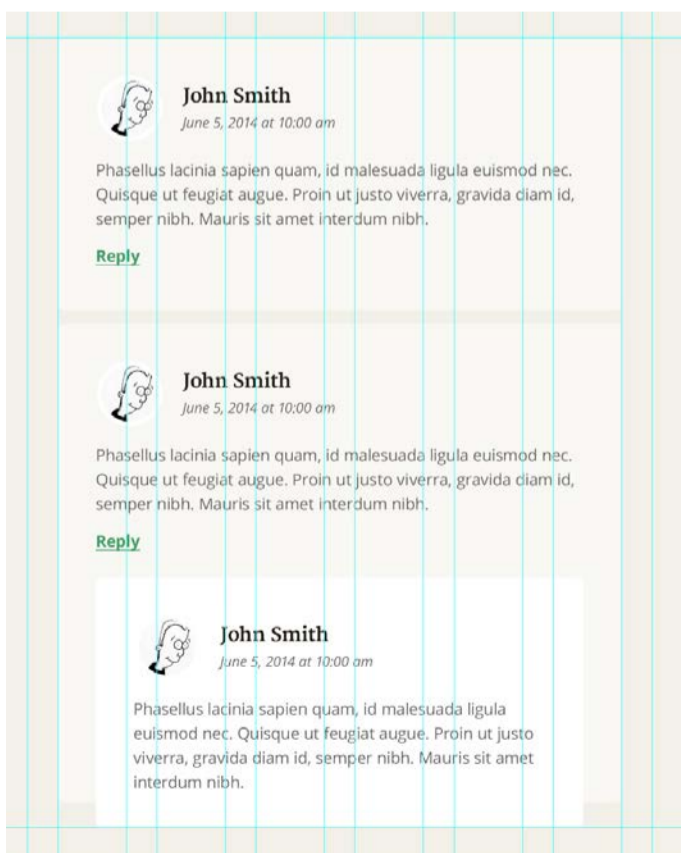 John Smith
June 5, 2014 at 10:00 am
Phasellus lacinia sapien quam, id malesuada ligula euismod nec.
Quisque ut feugiat augue. Proin ut justo viverra, gravida diam id,
semper nibh. Mauris sit amet interdum nibh.
Reply
John Smith
June 5, 2014 at 10:00 am
Phasellus lacinia sapien quam, id malesuada ligula euismod nec.
Quisque ut feugiat augue. Proin ut justo viverra, gravida diam id,
semper nibh. Mauris sit amet interdum nibh.
Reply
John Smith
June 5, 2014 at 10:00 am
Phasellus lacinia sapien quam, id malesuada ligula
euismod nec. Quisque ut feugiat augue. Proin ut justo
viverra, gravida diam id, semper nibh. Mauris sit amet
interdum nibh.